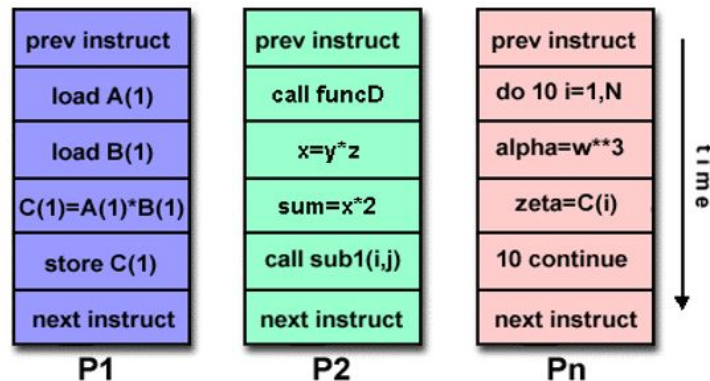 prev instruct
load A(1)
load B(1)
C(1)=A(1)*B(1)
store C(1)
next instruct
P1
prev instruct
call funcD
x=y*z
sum=x*2
call sub1(i,j)
next instruct
P2
prev instruct
do 10 i=1,N
alpha=w**3
zeta=C(i)
10 continue
next instruct
Pn
time